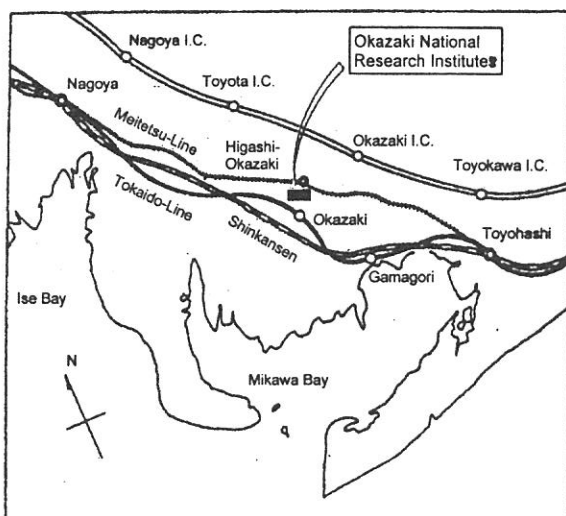 Nagoya I.C.
Okazaki National
Research Institutes
Toyota I.C.
Nagoya
Meitetsu-Line
Higashi-
Okazaki
Okazaki I.C.
Toyokawa I.C.
Tokaido-Line
Shinkansen
Okazaki
Toyohashi
Gamagori
Ise Bay
N
Mikawa Bay